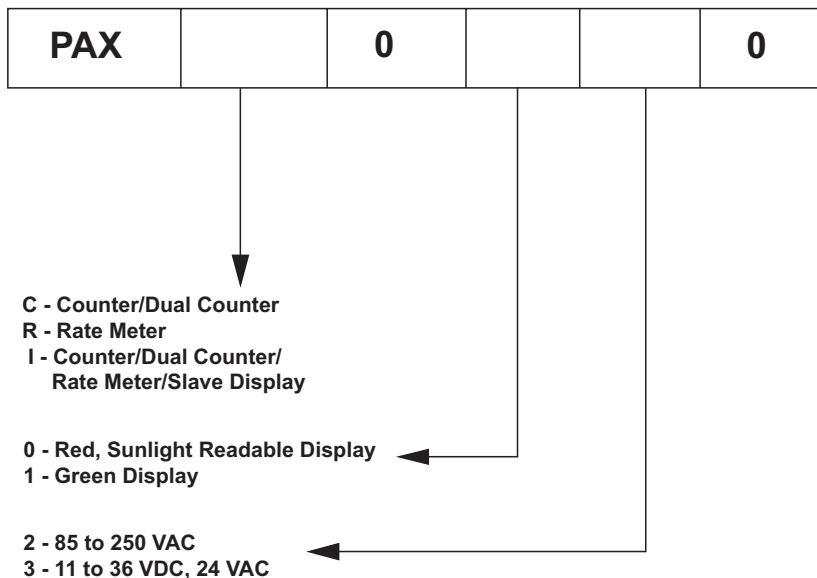 PAX 0 0
C - Counter/Dual Counter
R - Rate Meter
I - Counter/Dual Counter/
Rate Meter/Slave Display
0 - Red, Sunlight Readable Display
1 - Green Display
2 - 85 to 250 VAC
3 - 11 to 36 VDC, 24 VAC